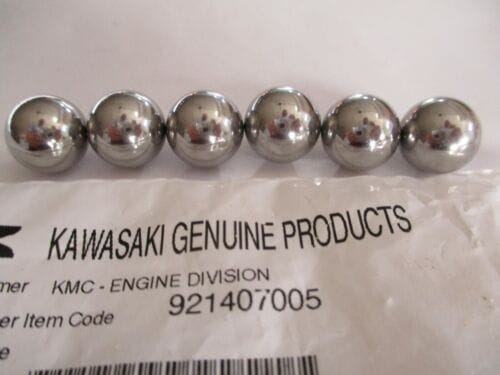 KAWASAKI GENUINE PRODUCTS
mer KMC - ENGINE DIVISION
er Item Code 921407005
e